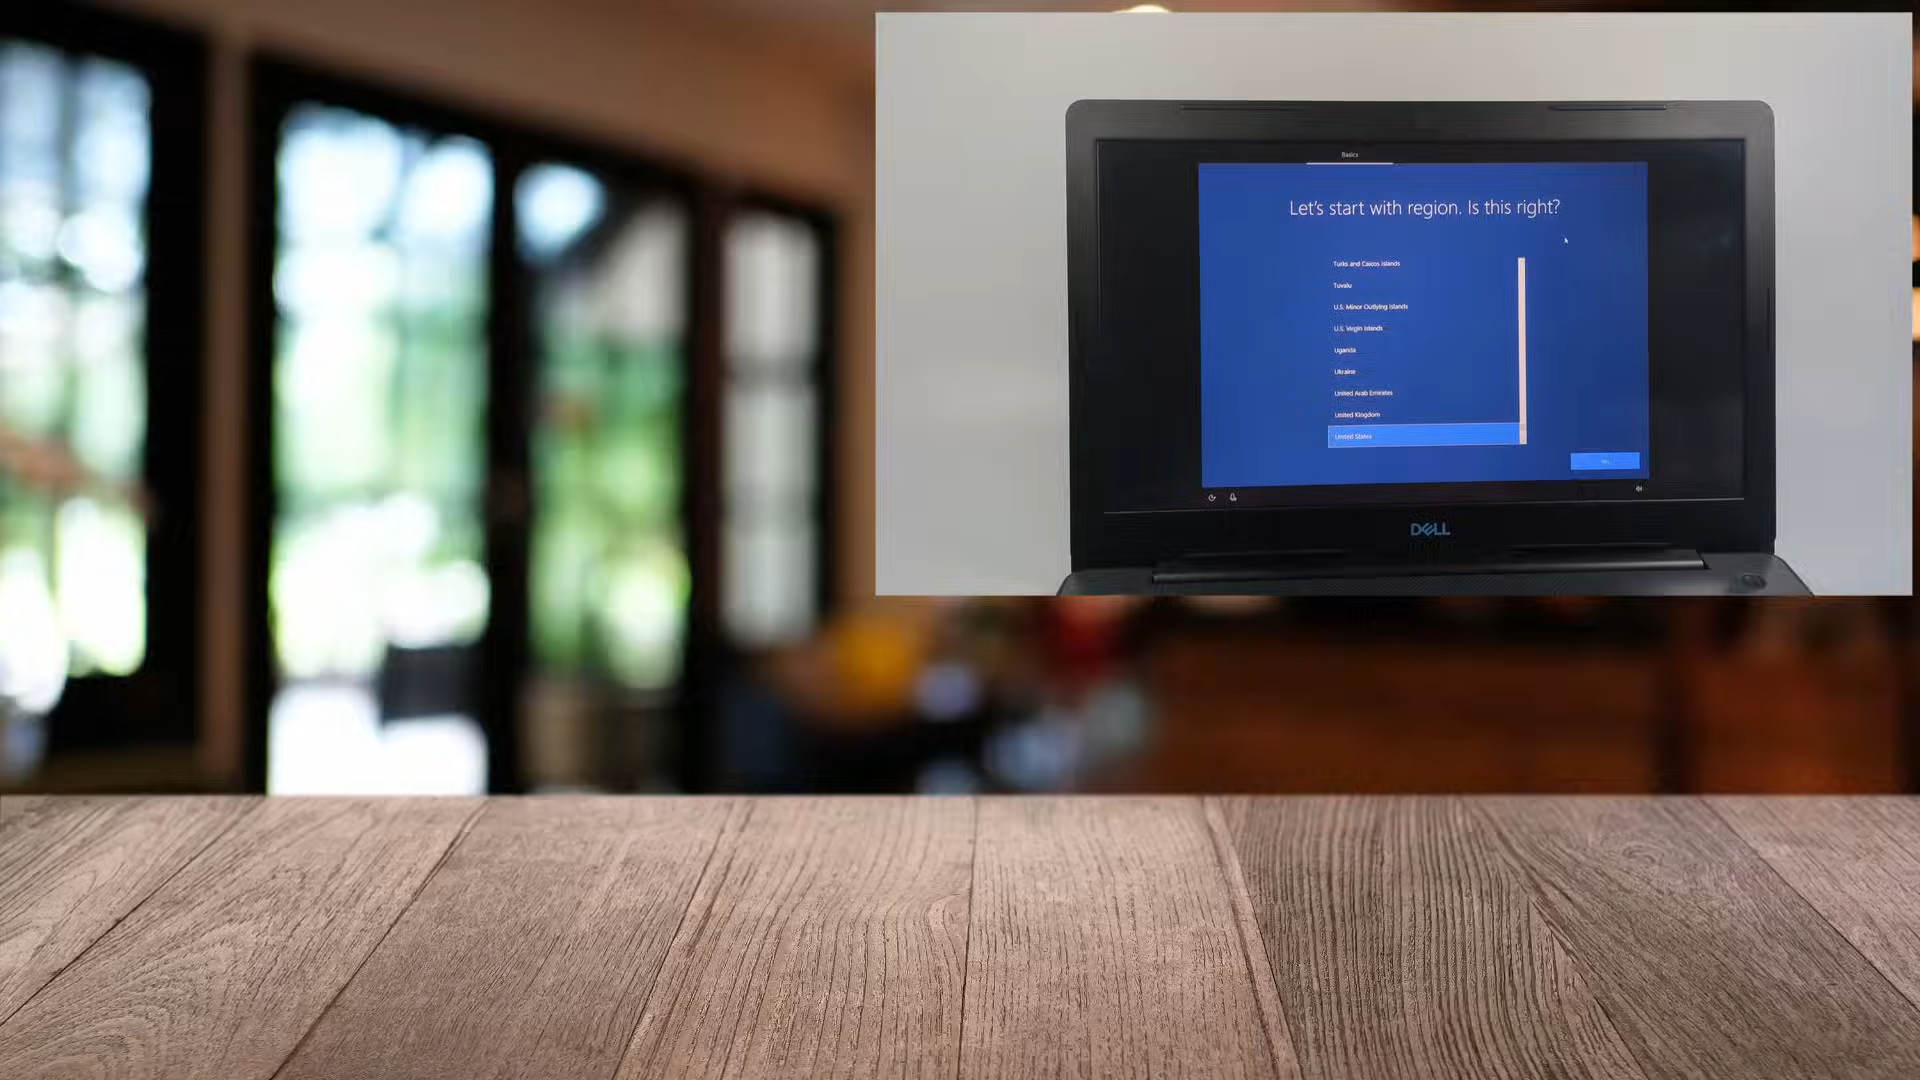 Basics
Let's start with region. Is this right?
Turks and Caicos Islands
Tuvalu
U.S. Minor Outlying Islands
U.S. Virgin Islands
Uganda
Ukraine
United Arab Emirates
United Kingdom
United States
DELL